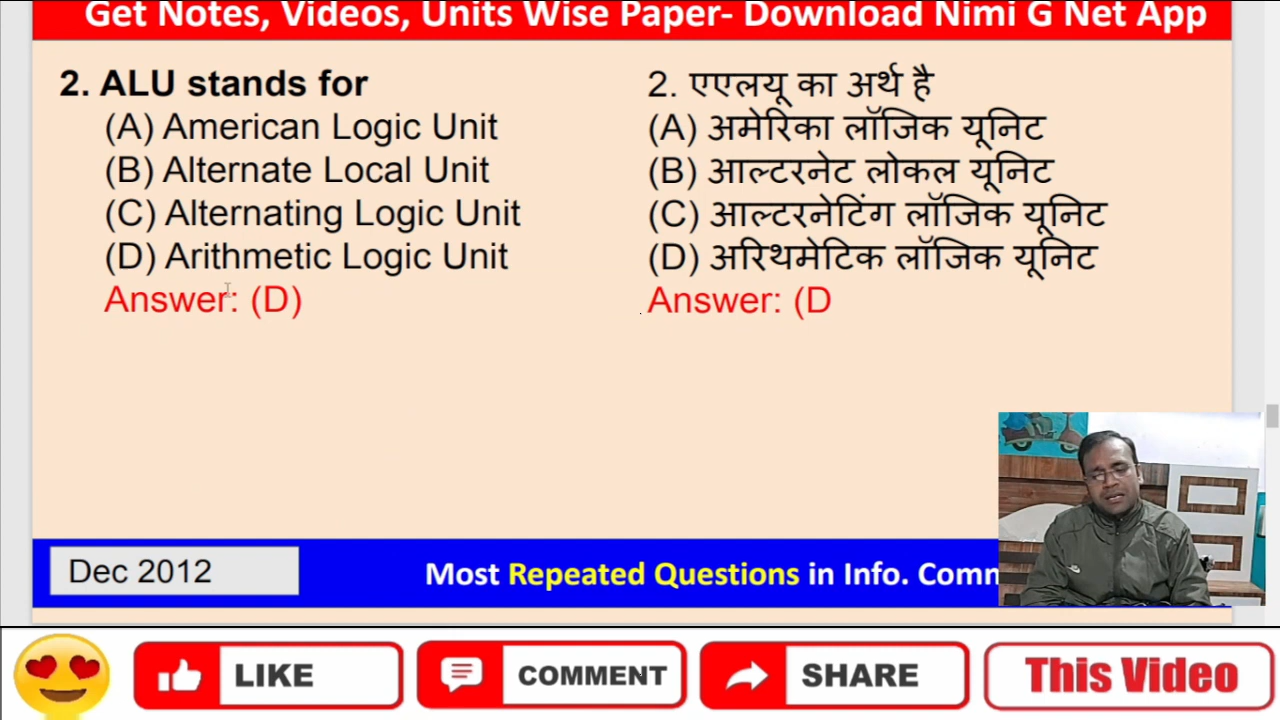 Get Notes, Videos, Units Wise Paper- Download Nimi G Net App
2. ALU stands for
(A) American Logic Unit
(B) Alternate Local Unit
(C) Alternating Logic Unit
(D) Arithmetic Logic Unit
Answer: (D)
2. एएलयू का अर्थ है
(A) अमेरिका लॉजिक यूनिट
(B) आल्टरनेट लोकल यूनिट
(C) आल्टरनेटिंग लॉजिक यूनिट
(D) अरिथमेटिक लॉजिक यूनिट
Answer: (D
Dec 2012
Most Repeated Questions in Info. Comm
LIKE
COMMENT
SHARE
This Video